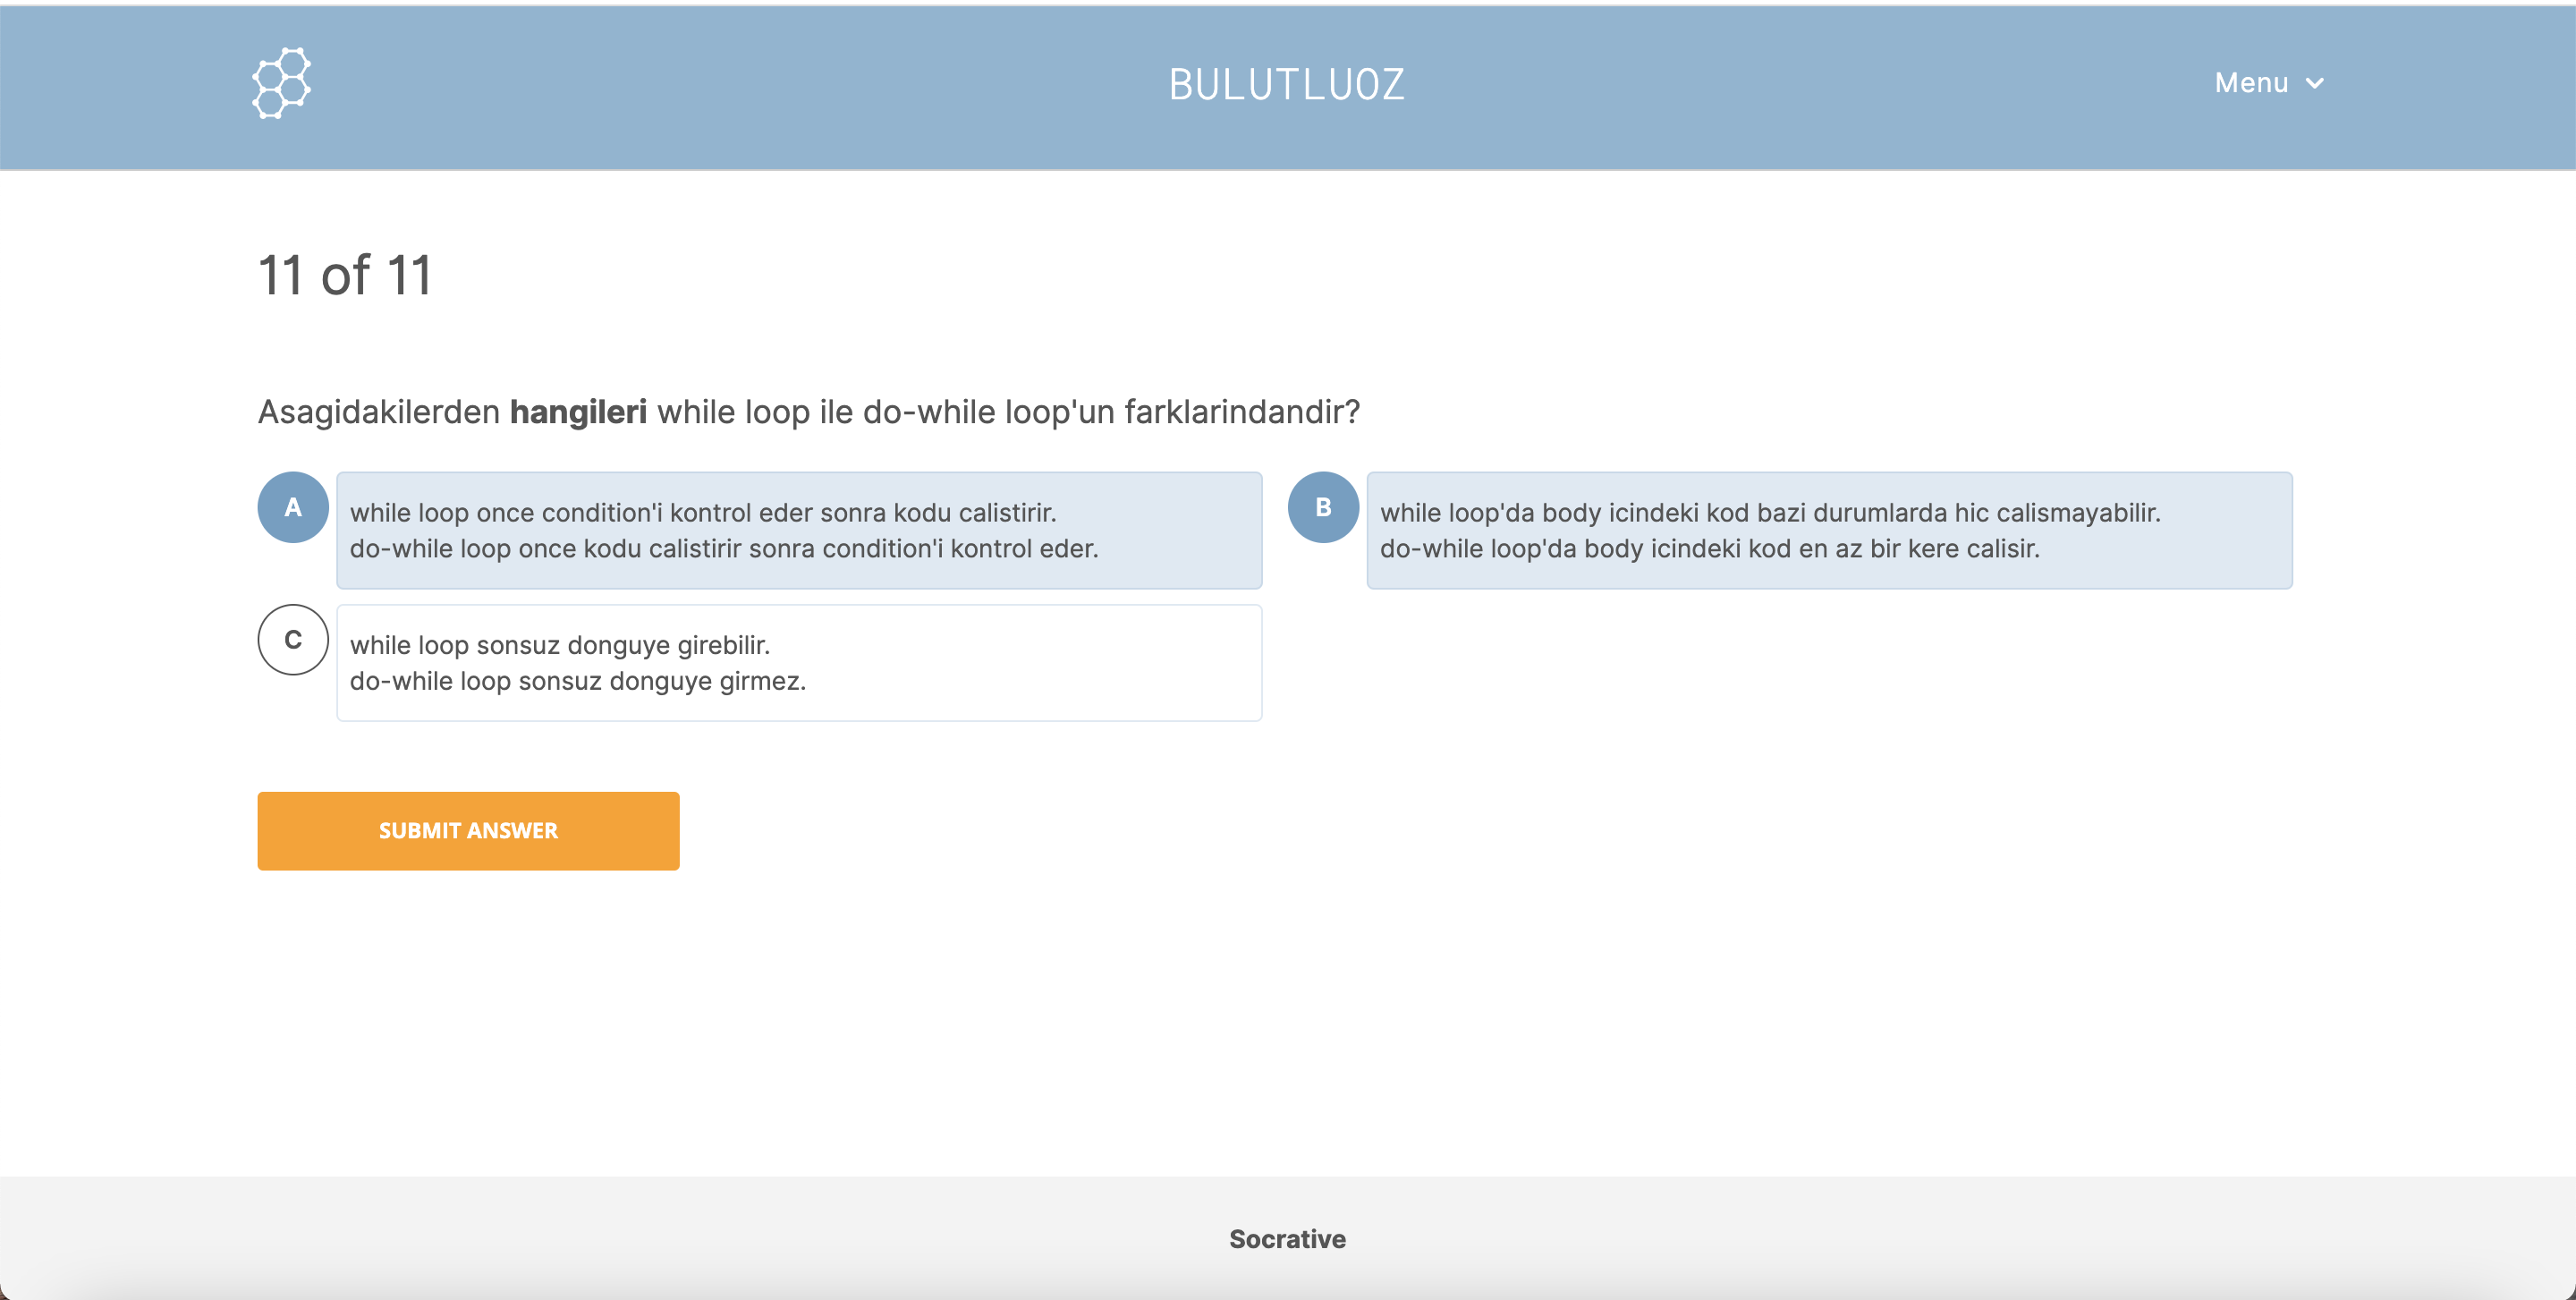 BULUTLUOZ
Menu
11 of 11
Asagidakilerden hangileri while loop ile do-while loop'un farklarindandir?
A
while loop once condition'i kontrol eder sonra kodu calistirir.
do-while loop once kodu calistirir sonra condition'i kontrol eder.
B
while loop'da body icindeki kod bazi durumlarda hic calismayabilir.
do-while loop'da body icindeki kod en az bir kere calisir.
C
while loop sonsuz donguye girebilir.
do-while loop sonsuz donguye girmez.
SUBMIT ANSWER
Socrative